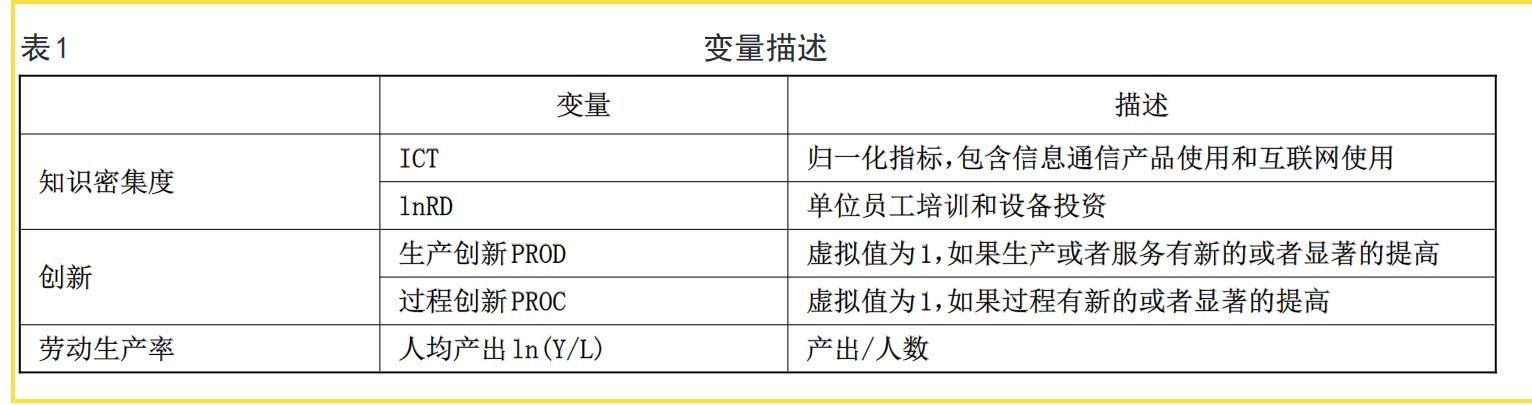 表1 变量描述
变量 描述
知识密集度 ICT 归一化指标,包含信息通信产品使用和互联网使用
lnRD 单位员工培训和设备投资
创新 生产创新PROD 虚拟值为1,如果生产或者服务有新的或者显著的提高
过程创新PROC 虚拟值为1,如果过程有新的或者显著的提高
劳动生产率 人均产出ln(Y/L) 产出/人数